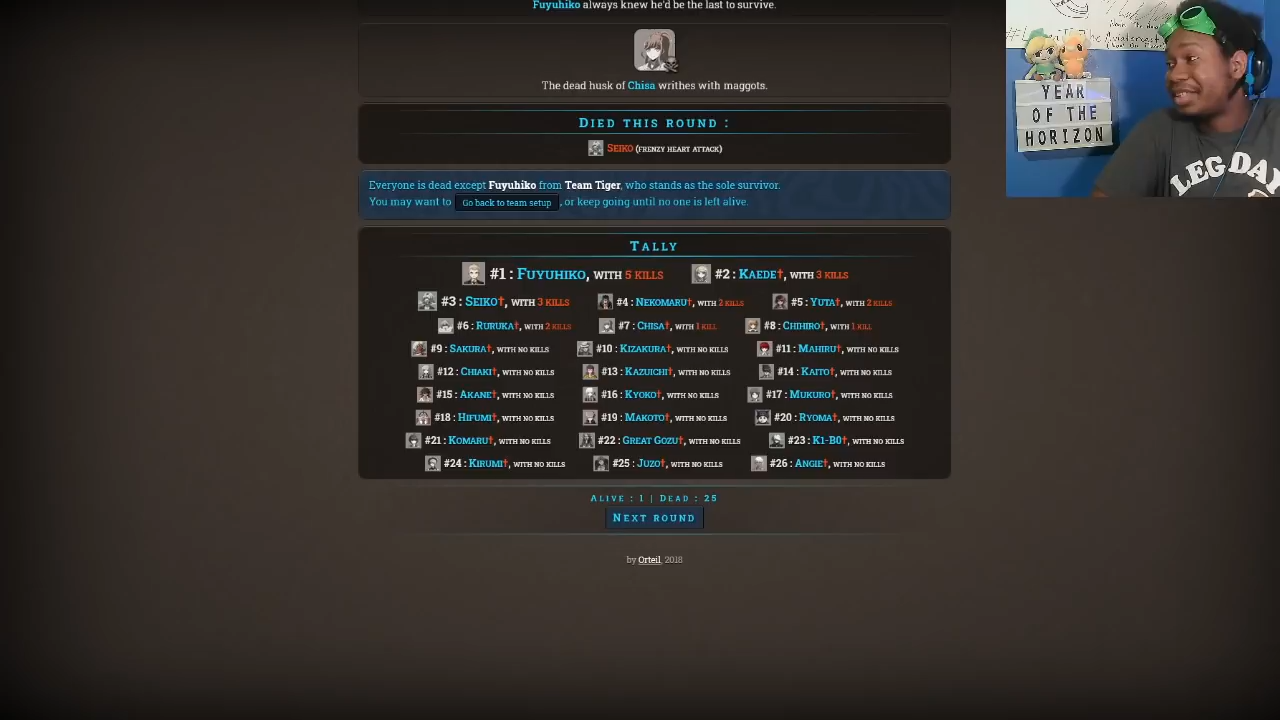 Fuyuhiko always knew he'd be the last to survive.
The dead husk of Chisa writhes with maggots.
Died this round :
Seiko (frenzy heart attack)
Everyone is dead except Fuyuhiko from Team Tiger, who stands as the sole survivor.
You may want to Go back to team setup, or keep going until no one is left alive.
Tally
#1 : Fuyuhiko, with 5 kills #2 : Kaede†, with 3 kills
#3 : Seiko†, with 3 kills #4 : Nekomaru†, with 2 kills #5 : Yuta†, with 2 kills
#6 : Ruruka†, with 2 kills #7 : Chisa†, with 1 kill #8 : Chihiro†, with 1 kill
#9 : Sakura†, with no kills #10 : Kizakura†, with no kills #11 : Mahiru†, with no kills
#12 : Chiaki†, with no kills #13 : Kazuichi†, with no kills #14 : Kaito†, with no kills
#15 : Akane†, with no kills #16 : Kyoko†, with no kills #17 : Mukuro†, with no kills
#18 : Hifumi†, with no kills #19 : Makoto†, with no kills #20 : Ryoma†, with no kills
#21 : Komaru†, with no kills #22 : Great Gozu†, with no kills #23 : K1-B0†, with no kills
#24 : Kirumi†, with no kills #25 : Juzo†, with no kills #26 : Angie†, with no kills
Alive : 1 | Dead : 25
Next round
by Orteil, 2018
YEAR
OF THE
HORIZON
LEG DAY